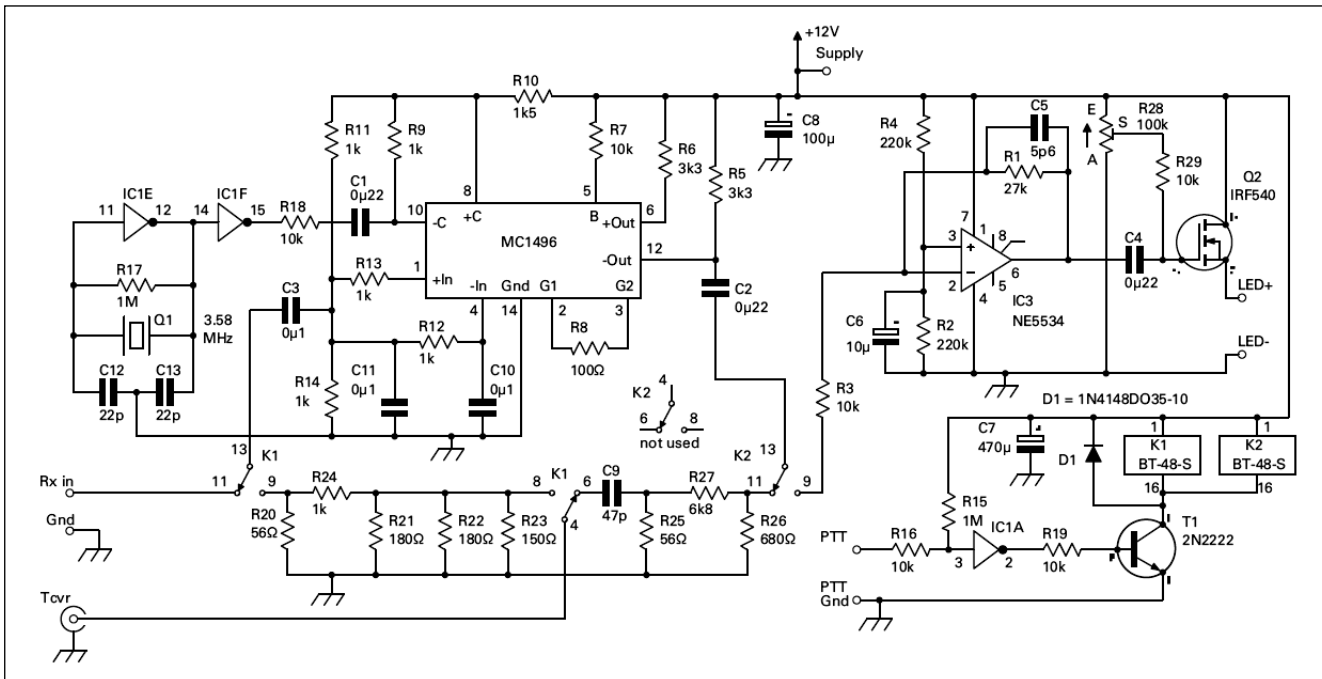 +12V
Supply
R10
1k5
R11
1k
R9
1k
R7
10k
R6
3k3
R5
3k3
C8
100µ
R4
220k
C5
5p6
R1
27k
E
S
A
R28
100k
R29
10k
Q2
IRF540
IC1E
11
12
IC1F
14
15
R18
10k
C1
0µ22
8
+C
5
B
10
-C
MC1496
+Out
6
-Out
12
1
+In
-In
4
Gnd
14
G1
2
G2
3
R13
1k
R17
1M
Q1
3.58
MHz
C12
22p
C13
22p
C3
0µ1
R14
1k
C11
0µ1
R12
1k
C10
0µ1
R8
100Ω
C2
0µ22
7
3
+
1
8
2
−
5
4
6
IC3
NE5534
C6
10µ
R2
220k
C4
0µ22
LED+
LED-
R3
10k
K2
4
6
8
not used
D1 = 1N4148DO35-10
C7
470µ
D1
1
K1
BT-48-S
16
1
K2
BT-48-S
16
Rx in
Gnd
13
K1
11
9
R20
56Ω
R24
1k
R21
180Ω
R22
180Ω
R23
150Ω
K1
8
6
4
C9
47p
R25
56Ω
R27
6k8
R26
680Ω
K2
13
11
9
PTT
R16
10k
R15
1M
IC1A
3
2
R19
10k
T1
2N2222
PTT
Gnd
Tcvr